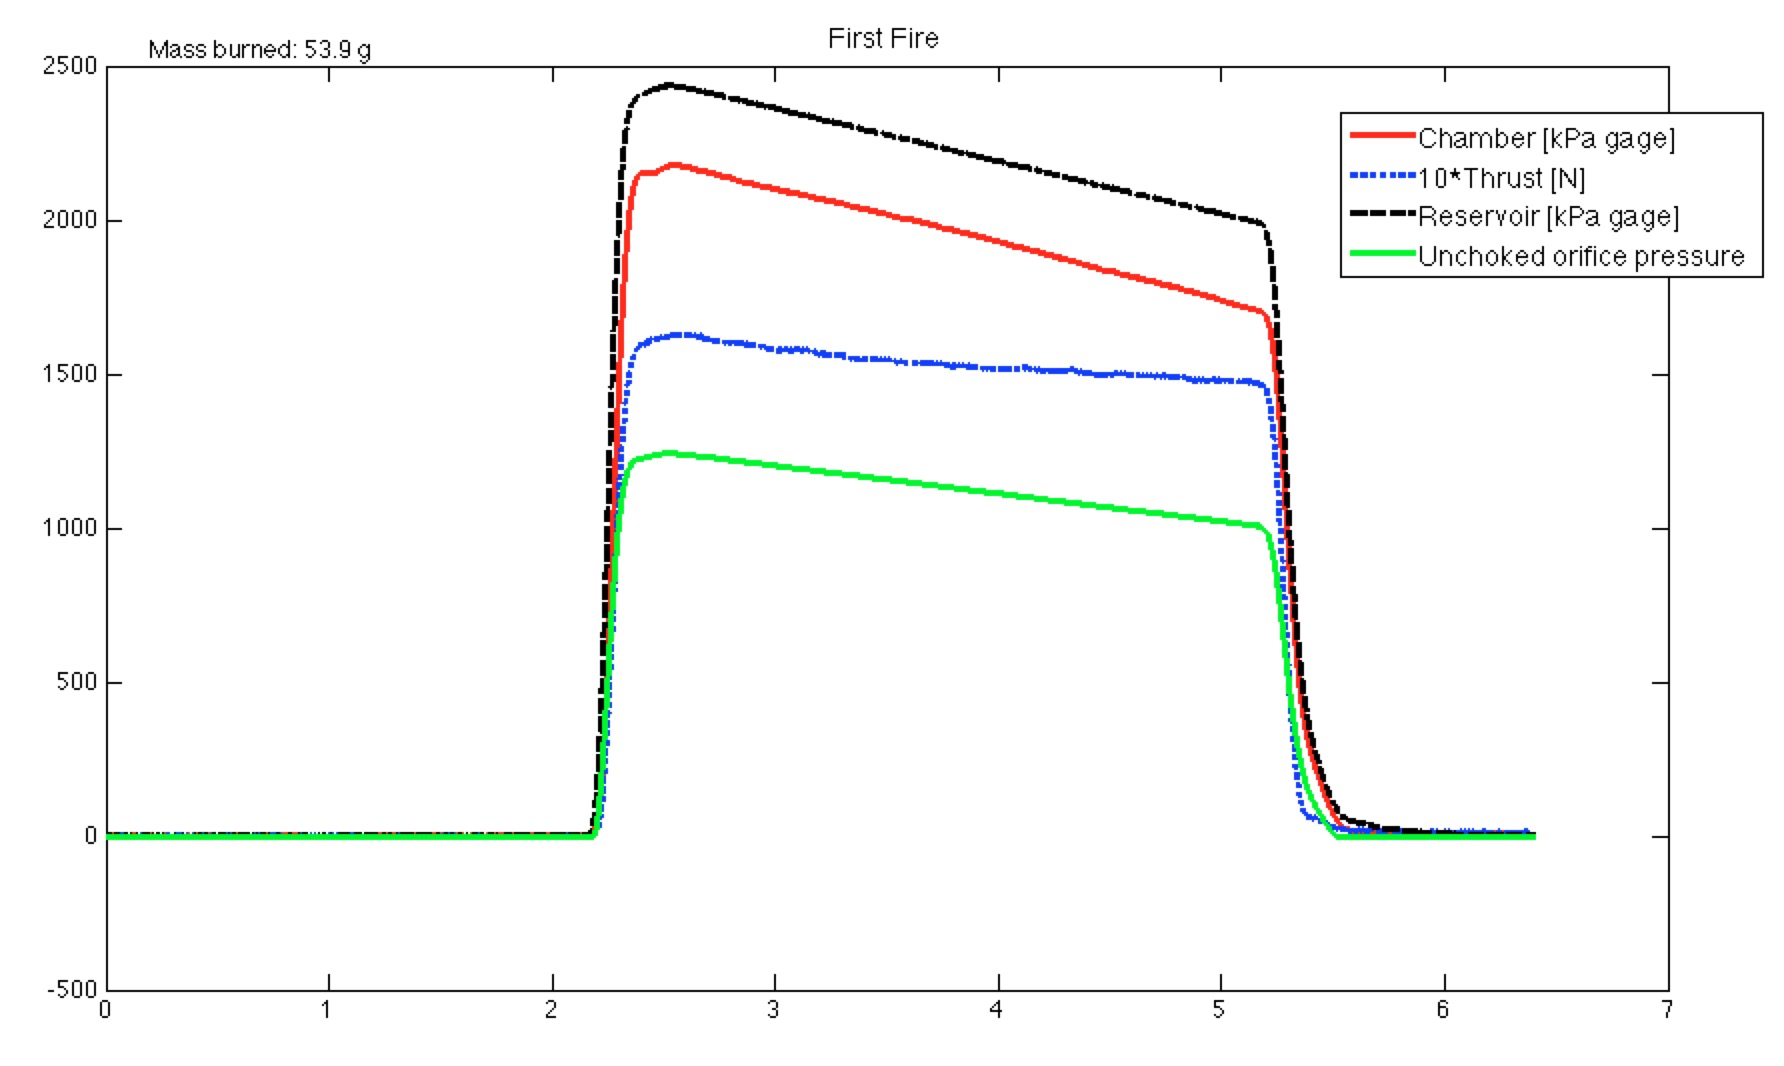 First Fire
Mass burned: 53.9 g
2500
2000
1500
1000
500
0
-500
0 1 2 3 4 5 6 7
Chamber [kPa gage]
10*Thrust [N]
Reservoir [kPa gage]
Unchoked orifice pressure